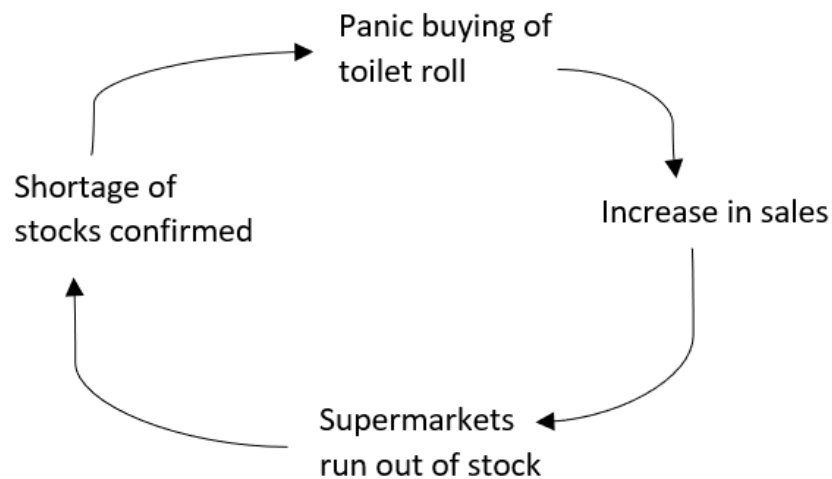 Panic buying of
toilet roll
Increase in sales
Supermarkets
run out of stock
Shortage of
stocks confirmed